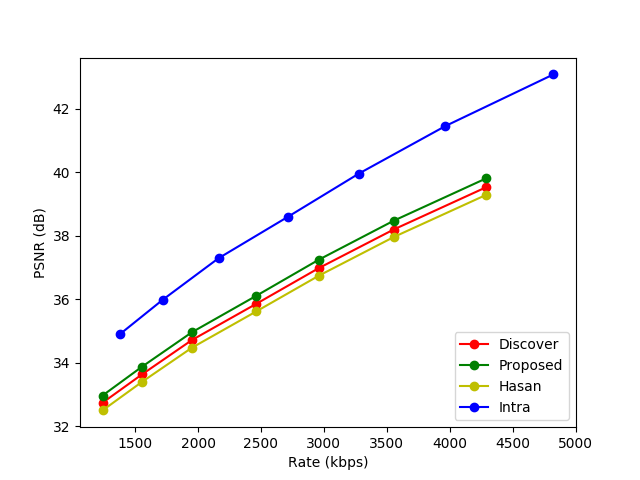 42
40
38
36
34
32
PSNR (dB)
1500 2000 2500 3000 3500 4000 4500 5000
Rate (kbps)
Discover
Proposed
Hasan
Intra